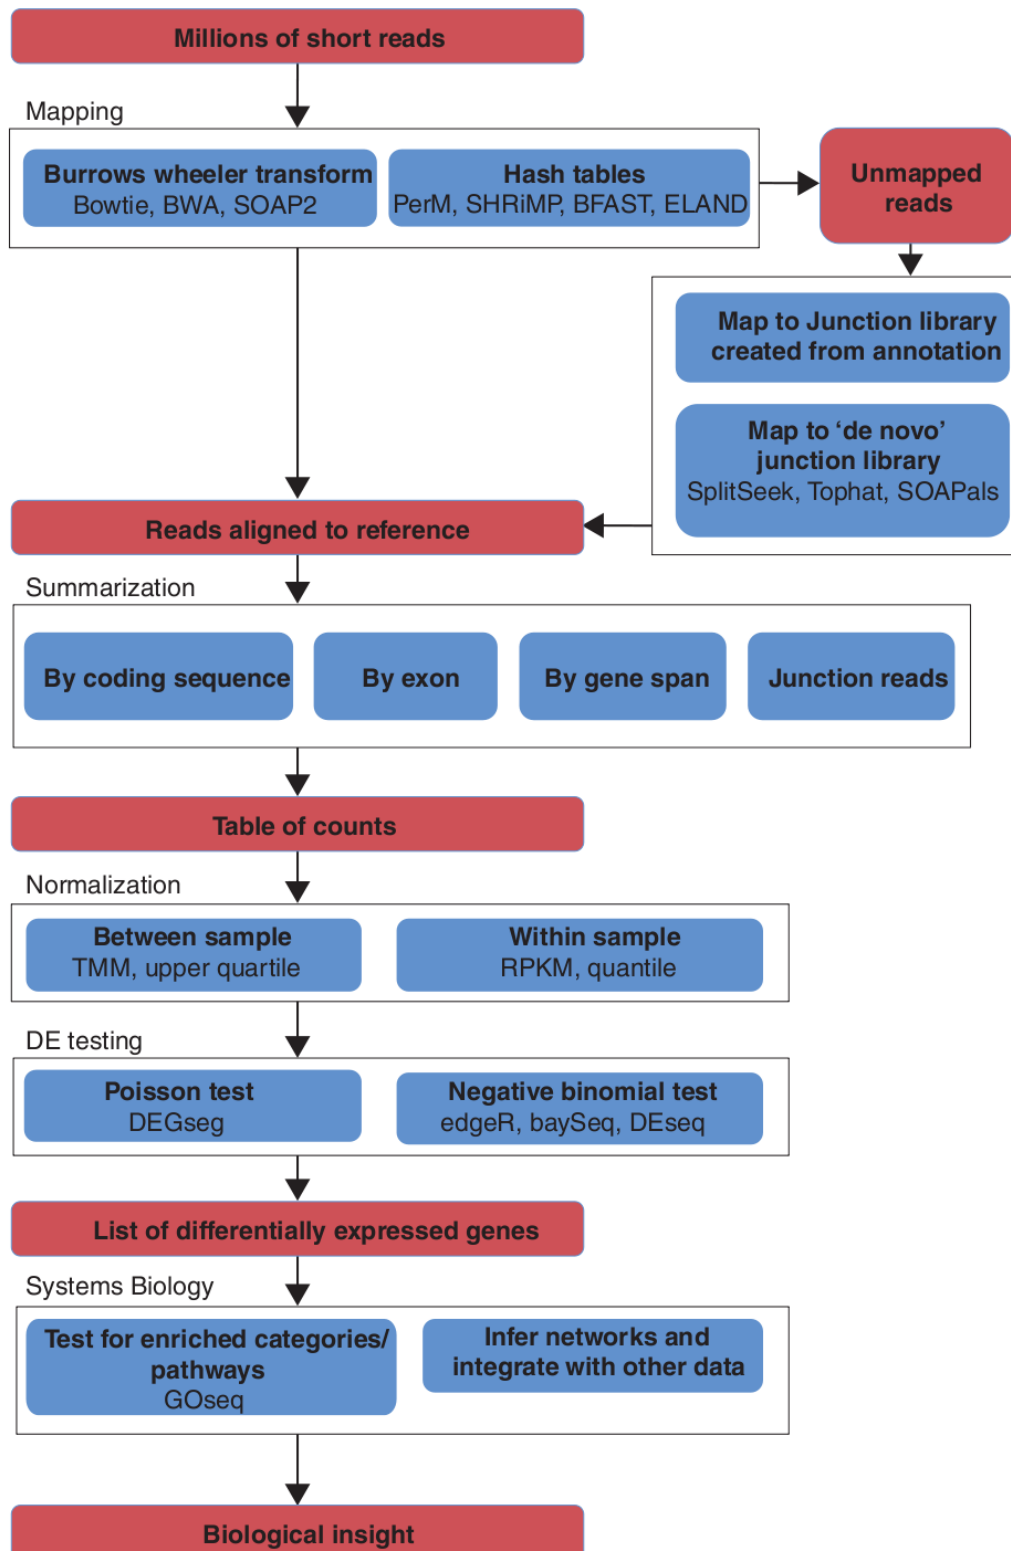 Millions of short reads
Mapping
Burrows wheeler transform
Bowtie, BWA, SOAP2
Hash tables
PerM, SHRiMP, BFAST, ELAND
Unmapped
reads
Map to Junction library
created from annotation
Map to ‘de novo’
junction library
SplitSeek, Tophat, SOAPals
Reads aligned to reference
Summarization
By coding sequence
By exon
By gene span
Junction reads
Table of counts
Normalization
Between sample
TMM, upper quartile
Within sample
RPKM, quantile
DE testing
Poisson test
DEGseg
Negative binomial test
edgeR, baySeq, DEseq
List of differentially expressed genes
Systems Biology
Test for enriched categories/
pathways
GOseq
Infer networks and
integrate with other data
Biological insight